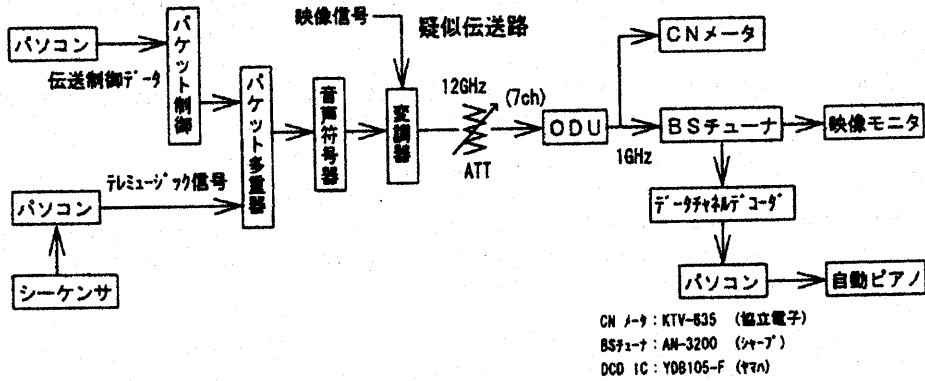 パソコン
伝送制御データ
パケット制御
パケット多重器
音声符号器
映像信号
変調器
疑似伝送路
12GHz
(7ch)
ATT
ODU
1GHz
CNメータ
BSチューナ
映像モニタ
データチャネルデコーダ
パソコン
自動ピアノ
テレミュージック信号
パソコン
シーケンサ
CN メータ : KTV-635 (協立電子)
BSチューナ : AN-3200 (シャープ)
DCD IC : YDB105-F (ヤマハ)